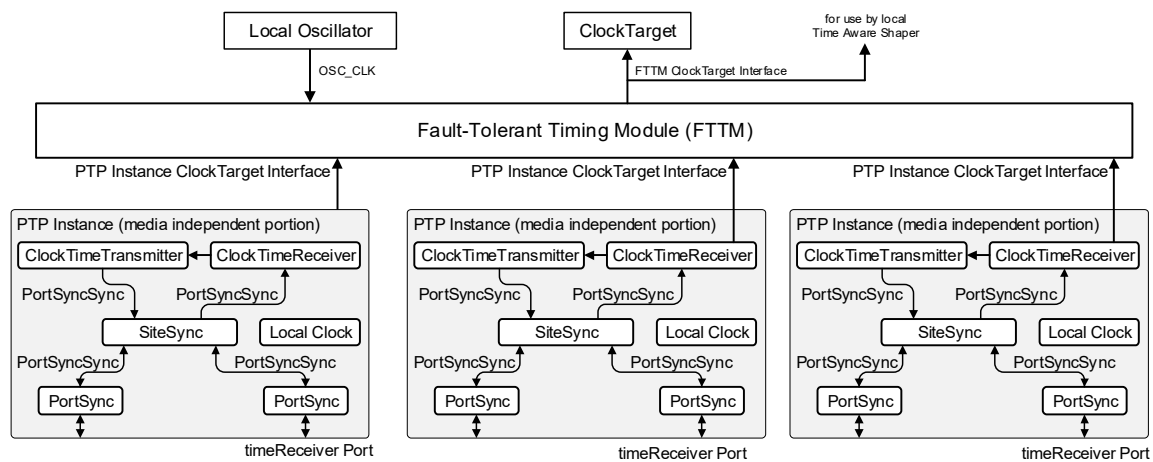 Local Oscillator
ClockTarget
for use by local
Time Aware Shaper
OSC_CLK
FTTM ClockTarget Interface
Fault-Tolerant Timing Module (FTTM)
PTP Instance ClockTarget Interface
PTP Instance ClockTarget Interface
PTP Instance ClockTarget Interface
PTP Instance (media independent portion)
ClockTimeTransmitter
ClockTimeReceiver
PortSyncSync
PortSyncSync
SiteSync
Local Clock
PortSyncSync
PortSyncSync
PortSync
PortSync
timeReceiver Port
PTP Instance (media independent portion)
ClockTimeTransmitter
ClockTimeReceiver
PortSyncSync
PortSyncSync
SiteSync
Local Clock
PortSyncSync
PortSyncSync
PortSync
PortSync
timeReceiver Port
PTP Instance (media independent portion)
ClockTimeTransmitter
ClockTimeReceiver
PortSyncSync
PortSyncSync
SiteSync
Local Clock
PortSyncSync
PortSyncSync
PortSync
PortSync
timeReceiver Port